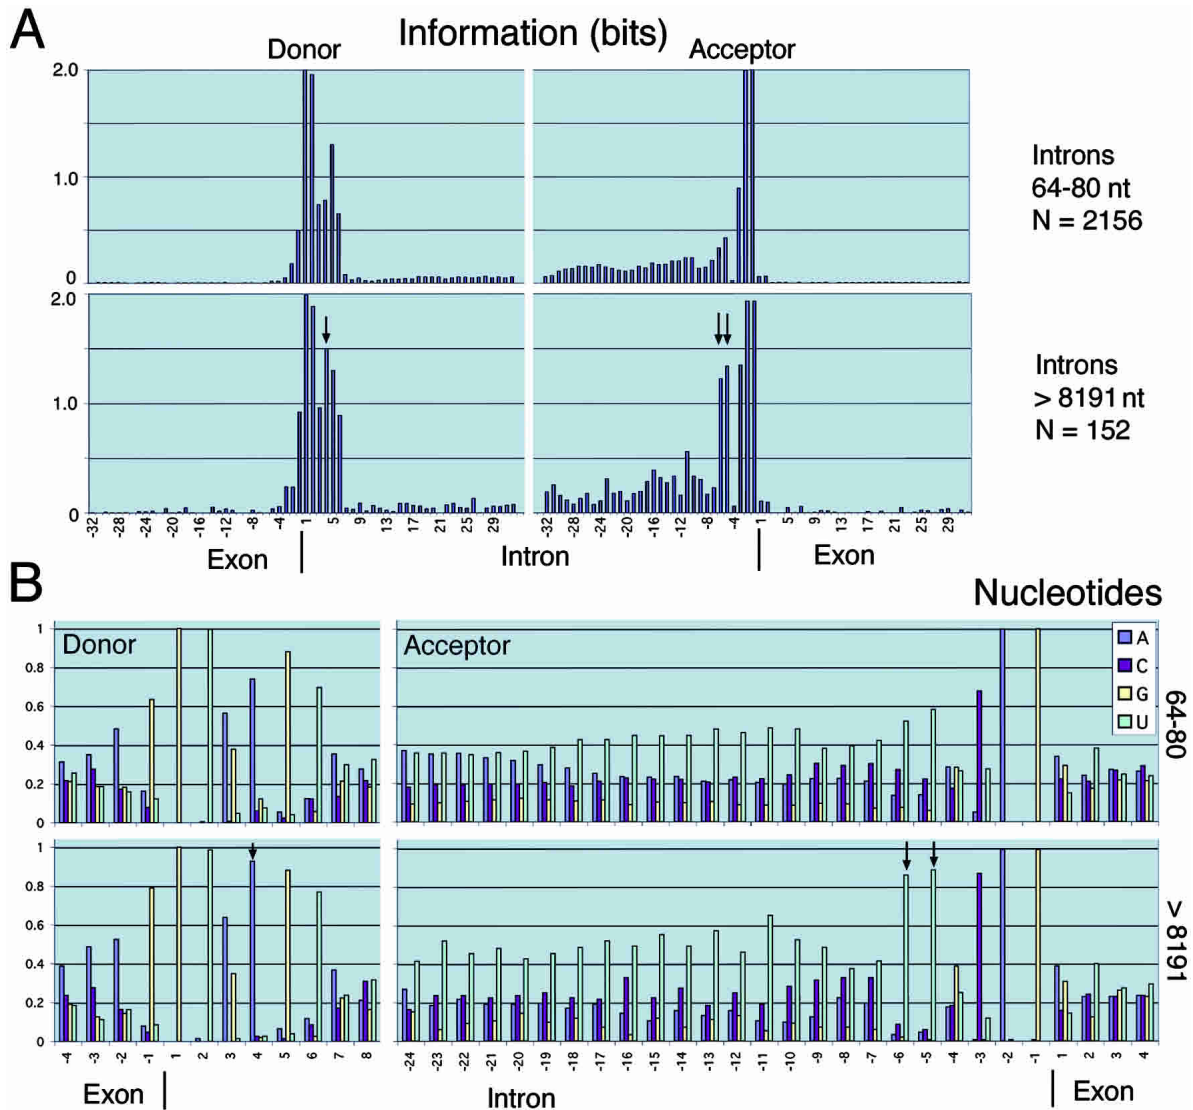 A
Information (bits)
Donor
Acceptor
2.0
1.0
0
Introns
64-80 nt
N = 2156
2.0
1.0
0
Introns
> 8191 nt
N = 152
-32 -28 -24 -20 -16 -12 -8 -4 1 5 9 13 17 21 25 29
-32 -28 -24 -20 -16 -12 -8 -4 1 5 9 13 17 21 25 29
Exon
Intron
Exon
B
Nucleotides
Donor
Acceptor
1
0.8
0.6
0.4
0.2
0
A
C
G
U
64-80
1
0.8
0.6
0.4
0.2
0
> 8191
-4 -3 -2 -1 1 2 3 4 5 6 7 8
-24 -23 -22 -21 -20 -19 -18 -17 -16 -15 -14 -13 -12 -11 -10 -9 -8 -7 -6 -5 -4 -3 -2 -1 1 2 3 4
Exon
Intron
Exon